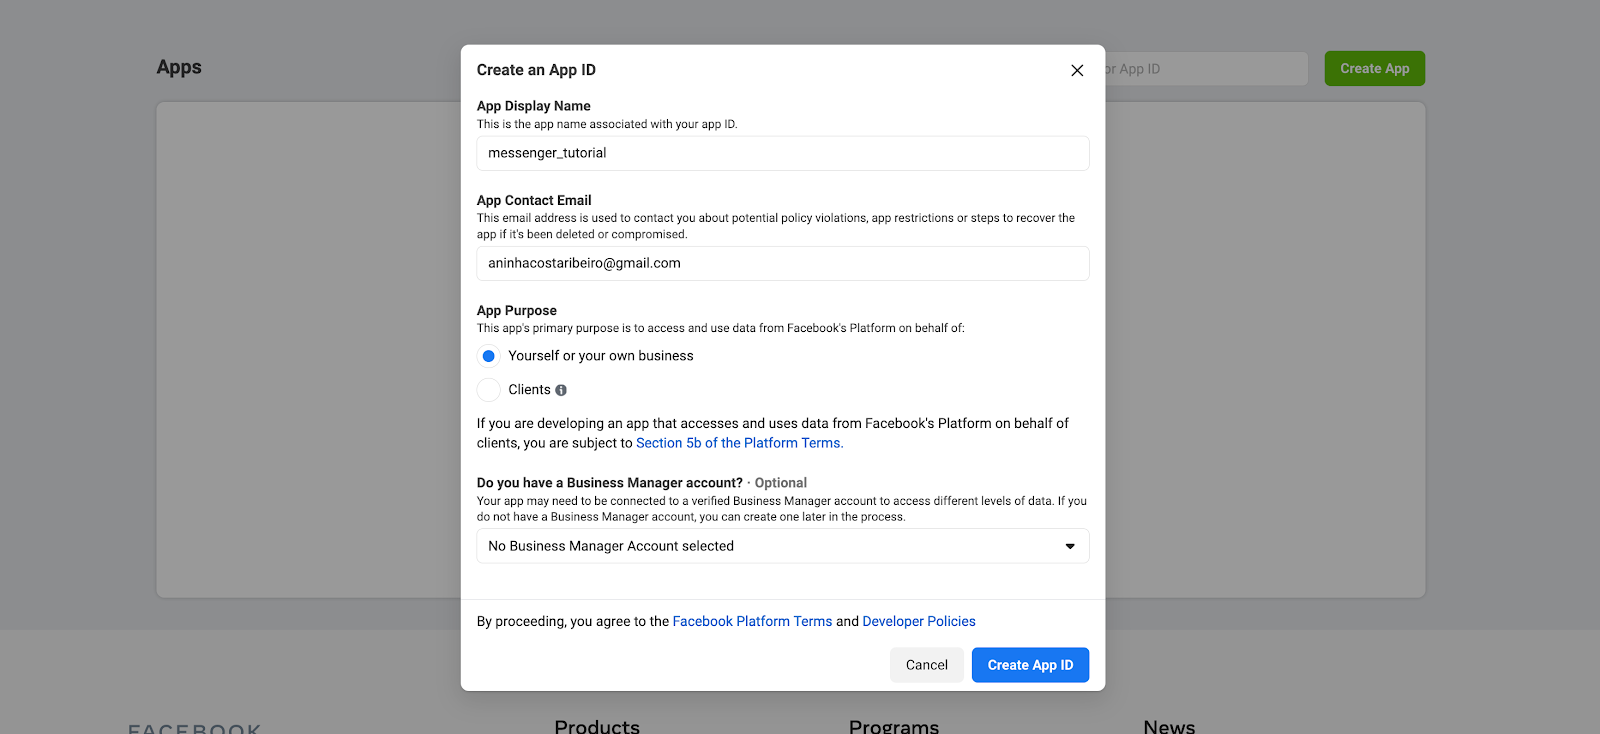 Apps
or App ID
Create App
Create an App ID
App Display Name
This is the app name associated with your app ID.
messenger_tutorial
App Contact Email
This email address is used to contact you about potential policy violations, app restrictions or steps to recover the
app if it's been deleted or compromised.
aninhacostaribeiro@gmail.com
App Purpose
This app's primary purpose is to access and use data from Facebook's Platform on behalf of:
Yourself or your own business
Clients
If you are developing an app that accesses and uses data from Facebook's Platform on behalf of
clients, you are subject to Section 5b of the Platform Terms.
Do you have a Business Manager account? · Optional
Your app may need to be connected to a verified Business Manager account to access different levels of data. If you
do not have a Business Manager account, you can create one later in the process.
No Business Manager Account selected
By proceeding, you agree to the Facebook Platform Terms and Developer Policies
Cancel
Create App ID
FACEBOOK
Products
Programs
News